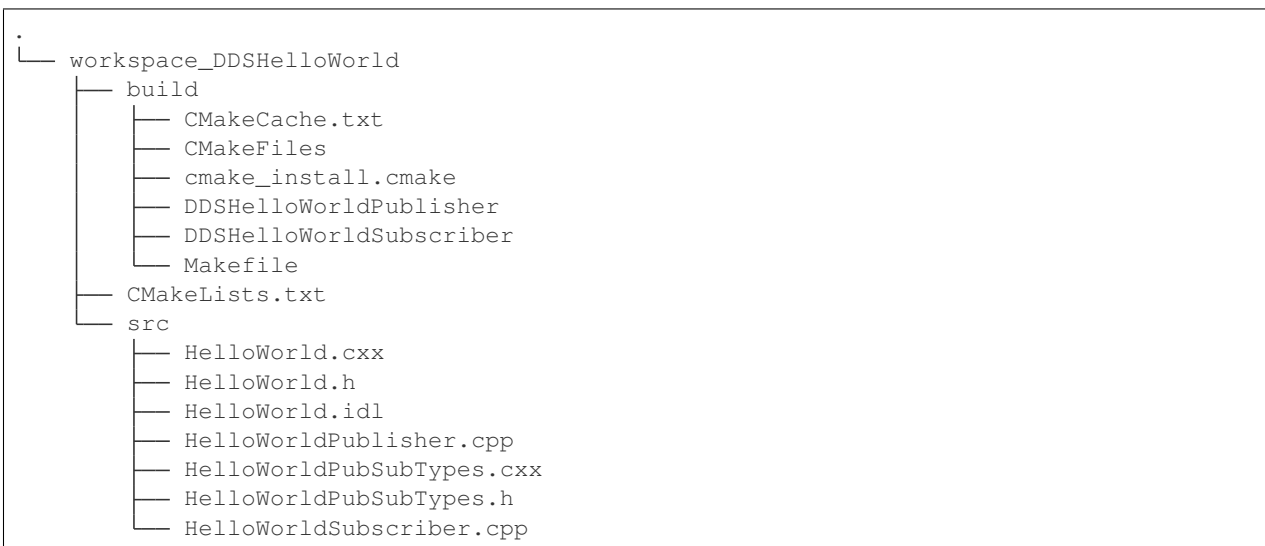 .
└── workspace_DDSHelloWorld
    ├── build
    │   ├── CMakeCache.txt
    │   ├── CMakeFiles
    │   ├── cmake_install.cmake
    │   ├── DDSHelloWorldPublisher
    │   ├── DDSHelloWorldSubscriber
    │   └── Makefile
    ├── CMakeLists.txt
    └── src
        ├── HelloWorld.cxx
        ├── HelloWorld.h
        ├── HelloWorld.idl
        ├── HelloWorldPublisher.cpp
        ├── HelloWorldPubSubTypes.cxx
        ├── HelloWorldPubSubTypes.h
        └── HelloWorldSubscriber.cpp